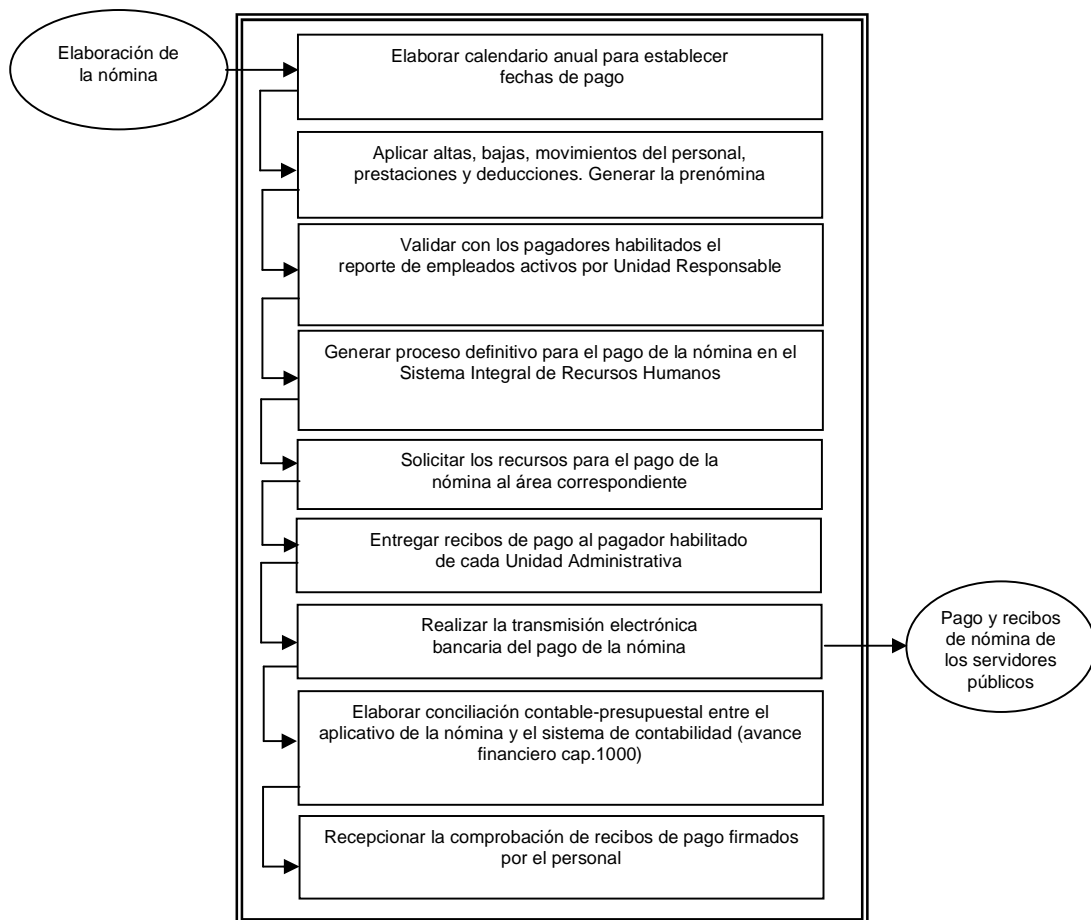 Elaboración de
la nómina
Elaborar calendario anual para establecer
fechas de pago
Aplicar altas, bajas, movimientos del personal,
prestaciones y deducciones. Generar la prenómina
Validar con los pagadores habilitados el
reporte de empleados activos por Unidad Responsable
Generar proceso definitivo para el pago de la nómina en el
Sistema Integral de Recursos Humanos
Solicitar los recursos para el pago de la
nómina al área correspondiente
Entregar recibos de pago al pagador habilitado
de cada Unidad Administrativa
Realizar la transmisión electrónica
bancaria del pago de la nómina
Pago y recibos
de nómina de
los servidores
públicos
Elaborar conciliación contable-presupuestal entre el
aplicativo de la nómina y el sistema de contabilidad (avance
financiero cap.1000)
Recepcionar la comprobación de recibos de pago firmados
por el personal